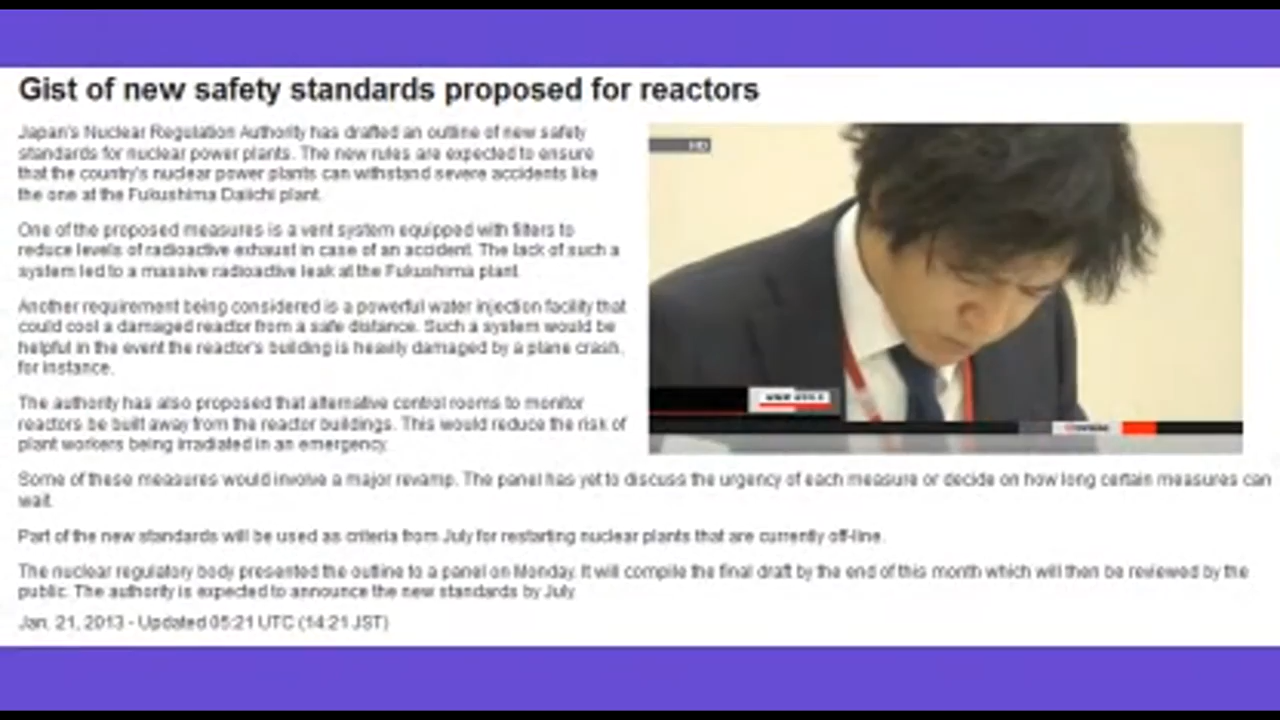 Gist of new safety standards proposed for reactors
Japan's Nuclear Regulation Authority has drafted an outline of new safety
standards for nuclear power plants. The new rules are expected to ensure
that the country's nuclear power plants can withstand severe accidents like
the one at the Fukushima Daiichi plant.
One of the proposed measures is a vent system equipped with filters to
reduce levels of radioactive exhaust in case of an accident. The lack of such a
system led to a massive radioactive leak at the Fukushima plant.
Another requirement being considered is a powerful water injection facility that
could cool a damaged reactor from a safe distance. Such a system would be
helpful in the event the reactor's building is heavily damaged by a plane crash,
for instance.
The authority has also proposed that alternative control rooms to monitor
reactors be built away from the reactor buildings. This would reduce the risk of
plant workers being irradiated in an emergency.
Some of these measures would involve a major revamp. The panel has yet to discuss the urgency of each measure or decide on how long certain measures can
wait.
Part of the new standards will be used as criteria from July for restarting nuclear plants that are currently off-line.
The nuclear regulatory body presented the outline to a panel on Monday. It will compile the final draft by the end of this month which will then be reviewed by the
public. The authority is expected to announce the new standards by July.
Jan. 21, 2013 - Updated 05:21 UTC (14:21 JST)
HD